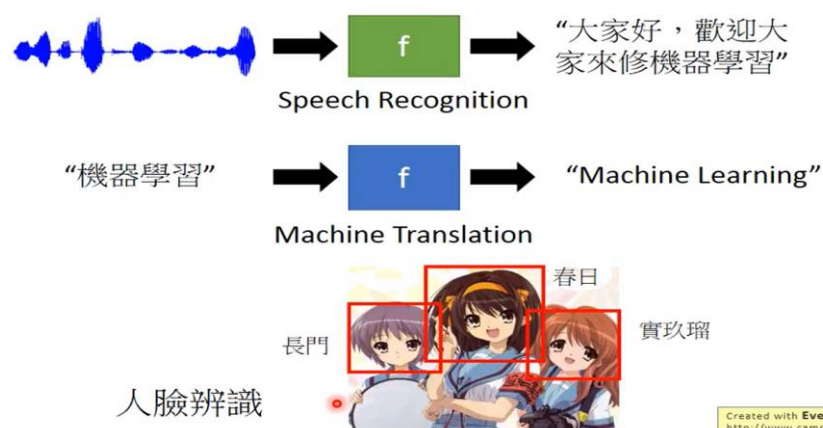 f
“大家好，歡迎大
家來修機器學習”
Speech Recognition
“機器學習”
f
“Machine Learning”
Machine Translation
春日
長門
實玖瑠
人臉辨識
Created with Eve